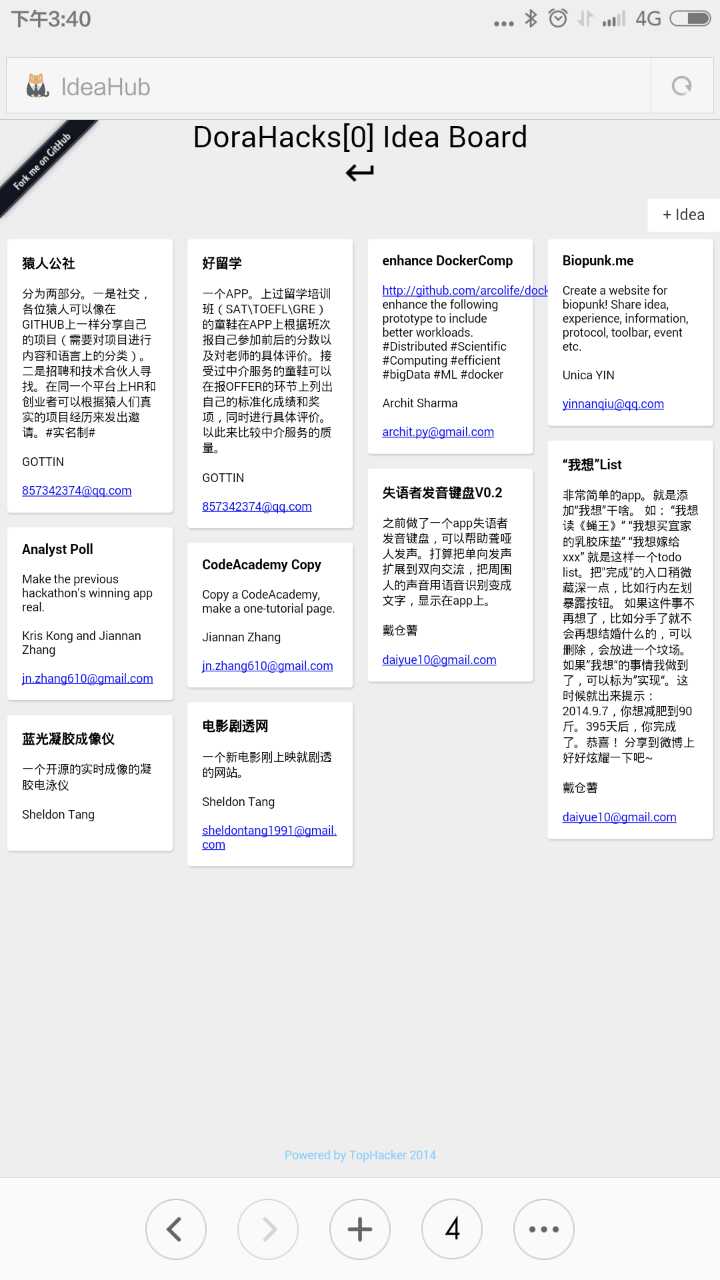 下午3:40
4G
IdeaHub
Fork me on GitHub
DoraHacks[0] Idea Board
+ Idea
猿人公社
分为两部分。一是社交，
各位猿人可以像在
GITHUB上一样分享自己
的项目（需要对项目进行
内容和语言上的分类）。
二是招聘和技术合伙人寻
找。在同一个平台上HR和
创业者可以根据猿人们真
实的项目经历来发出邀
请。#实名制#
GOTTIN
857342374@qq.com
Analyst Poll
Make the previous
hackathon's winning app
real.
Kris Kong and Jiannan
Zhang
jn.zhang610@gmail.com
蓝光凝胶成像仪
一个开源的实时成像的凝
胶电泳仪
Sheldon Tang
好留学
一个APP。上过留学培训
班（SAT\TOEFL\GRE）
的童鞋在APP上根据班次
报自己参加前后的分数以
及对老师的具体评价。接
受过中介服务的童鞋可以
在报OFFER的环节上列出
自己的标准化成绩和奖
项，同时进行具体评价。
以此来比较中介服务的质
量。
GOTTIN
857342374@qq.com
CodeAcademy Copy
Copy a CodeAcademy,
make a one-tutorial page.
Jiannan Zhang
jn.zhang610@gmail.com
电影剧透网
一个新电影刚上映就剧透
的网站。
Sheldon Tang
sheldontang1991@gmail.
com
enhance DockerComp
http://github.com/arcolife/dock
enhance the following
prototype to include
better workloads.
#Distributed #Scientific
#Computing #efficient
#bigData #ML #docker
Archit Sharma
archit.py@gmail.com
失语者发音键盘V0.2
之前做了一个app失语者
发音键盘，可以帮助聋哑
人发声。打算把单向发声
扩展到双向交流，把周围
人的声音用语音识别变成
文字，显示在app上。
戴仓薯
daiyue10@gmail.com
Biopunk.me
Create a website for
biopunk! Share idea,
experience, information,
protocol, toolbar, event
etc.
Unica YIN
yinnanqiu@qq.com
“我想”List
非常简单的app。就是添
加“我想”干啥。 如： “我想
读《蝇王》” “我想买宜家
的乳胶床垫” “我想嫁给
xxx” 就是这样一个todo
list。把"完成"的入口稍微
藏深一点，比如行内左划
暴露按钮。 如果这件事不
再想了，比如分手了就不
会再想结婚什么的，可以
删除，会放进一个坟场。
如果”我想“的事情我做到
了，可以标为”实现“。这
时候就出来提示：
2014.9.7，你想减肥到90
斤。395天后，你完成
了。恭喜！ 分享到微博上
好好炫耀一下吧~
戴仓薯
daiyue10@gmail.com
Powered by TopHacker 2014
4